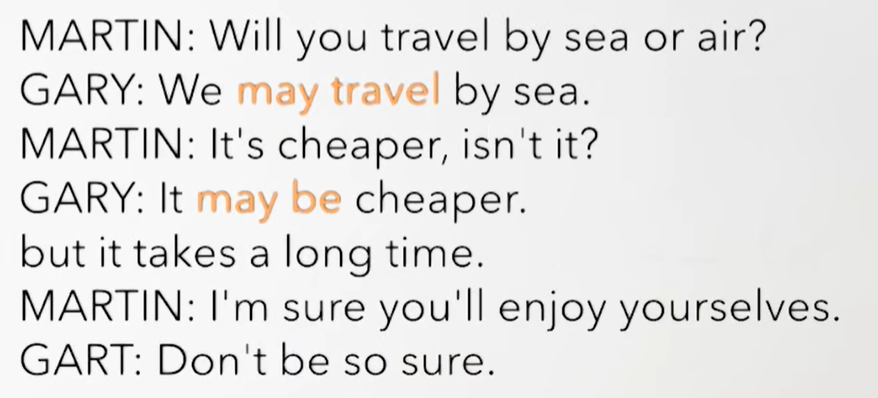 MARTIN: Will you travel by sea or air?
GARY: We may travel by sea.
MARTIN: It's cheaper, isn't it?
GARY: It may be cheaper.
but it takes a long time.
MARTIN: I'm sure you'll enjoy yourselves.
GART: Don't be so sure.